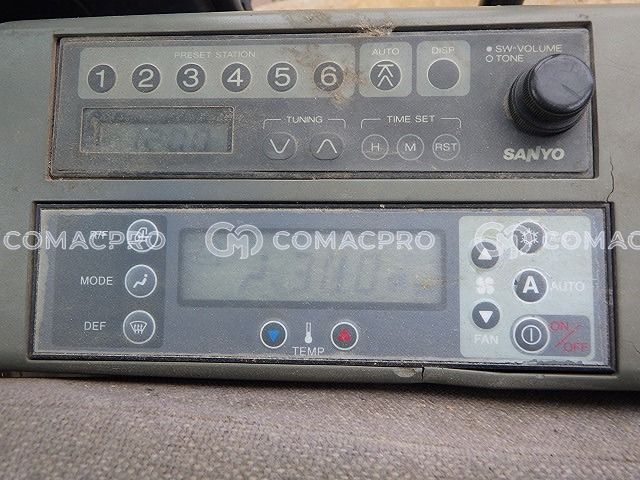 PRESET STATION
AUTO
DISP
SW-VOLUME
TONE
1 2 3 4 5 6
TUNING
TIME SET
H M RST
SANYO
R/F
COMACPRO COMACPRO COMACPRO
MODE
A AUTO
DEF
TEMP
FAN
ON/OFF